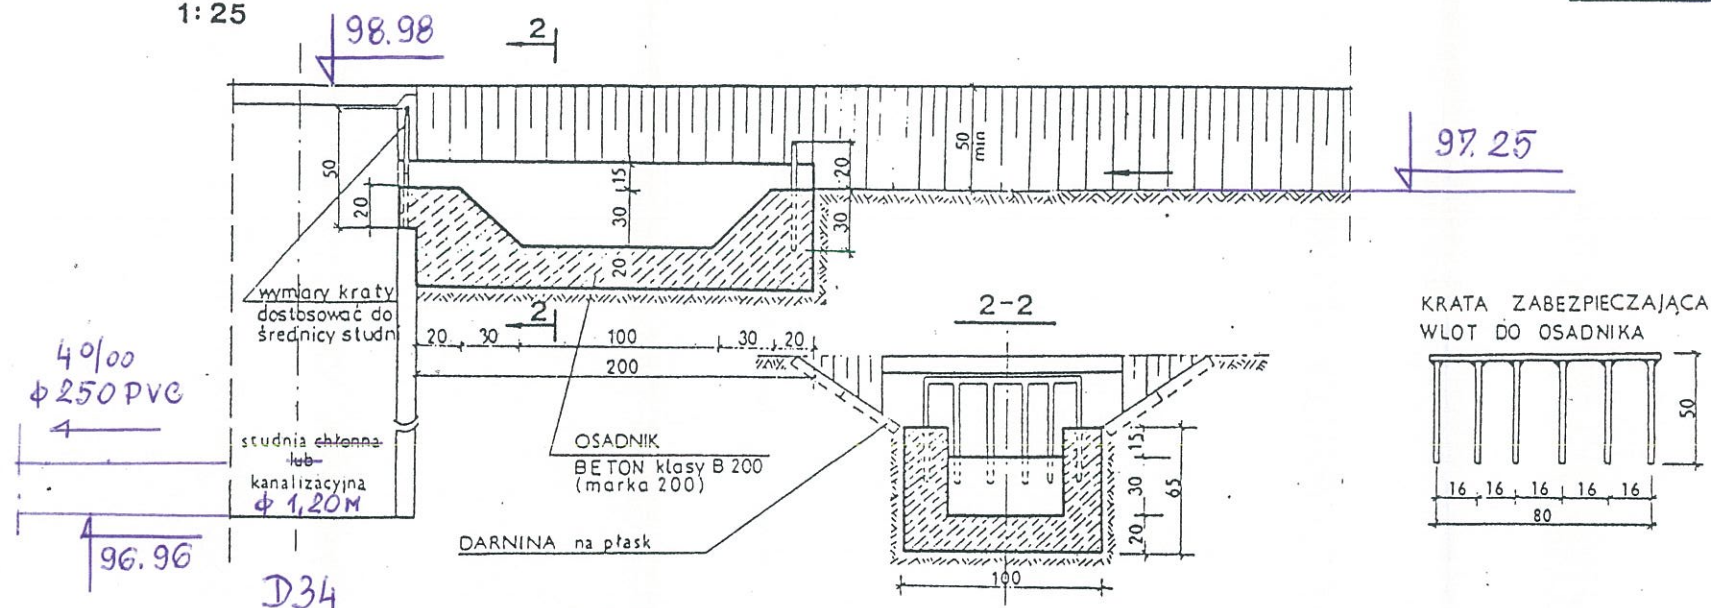 1:25
98.98
2
50
20
15
30
20
50 min
20
30
97.25
wymiary kraty
dostosować do
średnicy studni
2
20 30 100 30 20
200
4‰
φ 250 PVC
studnia chłonna
lub
kanalizacyjna
φ 1,20M
96.96
D34
OSADNIK
BETON klasy B 200
(marka 200)
DARNINA na płask
2-2
15
30
20
65
100
KRATA ZABEZPIECZAJĄCA
WLOT DO OSADNIKA
50
16 16 16 16 16
80